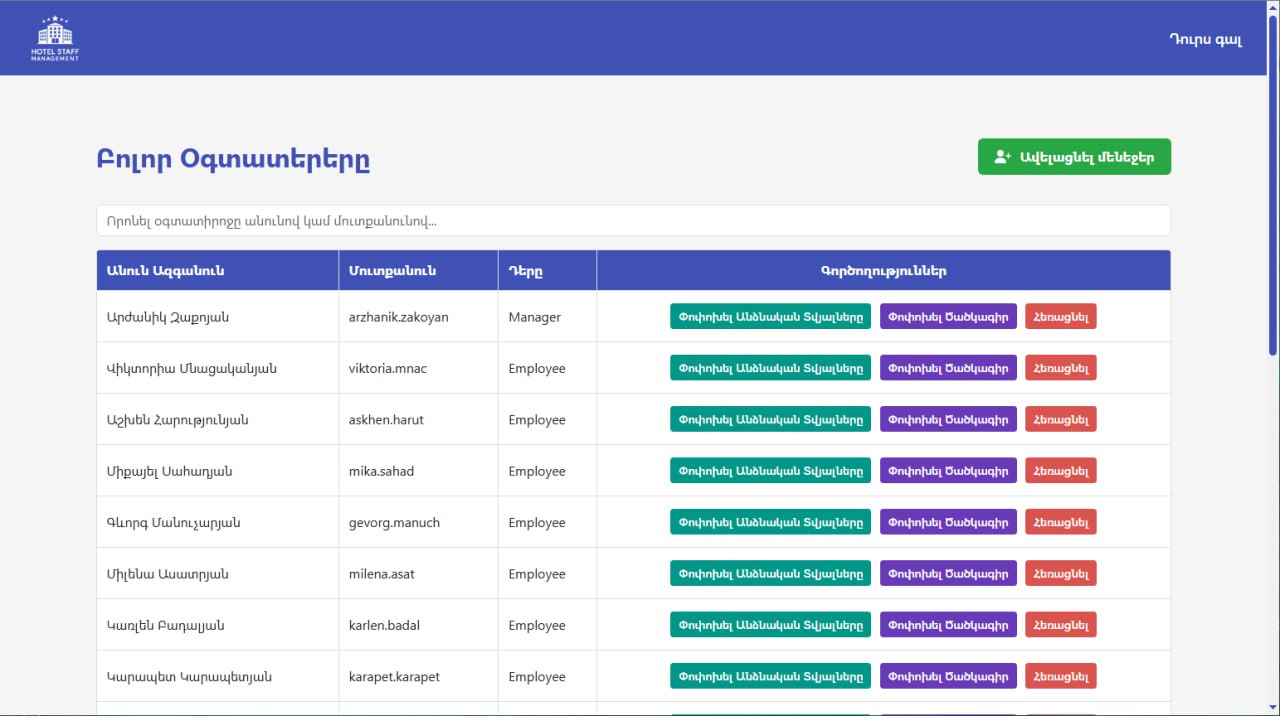 HOTEL STAFF
MANAGEMENT
Դուրս գալ
Բոլոր Օգտատերերը
Ավելացնել մենեջեր
Որոնել օգտատիրոջը անունով կամ մուտքանունով...
Անուն Ազգանուն Մուտքանուն Դերը Գործողություններ
Արժանիկ Զաքոյան arzhanik.zakoyan Manager Փոփոխել Անձնական Տվյալները Փոփոխել Ծածկագիր Հեռացնել
Վիկտորիա Մնացականյան viktoria.mnac Employee Փոփոխել Անձնական Տվյալները Փոփոխել Ծածկագիր Հեռացնել
Աշխեն Հարությունյան askhen.harut Employee Փոփոխել Անձնական Տվյալները Փոփոխել Ծածկագիր Հեռացնել
Միքայել Սահադյան mika.sahad Employee Փոփոխել Անձնական Տվյալները Փոփոխել Ծածկագիր Հեռացնել
Գևորգ Մանուչարյան gevorg.manuch Employee Փոփոխել Անձնական Տվյալները Փոփոխել Ծածկագիր Հեռացնել
Միլենա Ասատրյան milena.asat Employee Փոփոխել Անձնական Տվյալները Փոփոխել Ծածկագիր Հեռացնել
Կառլեն Բադալյան karlen.badal Employee Փոփոխել Անձնական Տվյալները Փոփոխել Ծածկագիր Հեռացնել
Կարապետ Կարապետյան karapet.karapet Employee Փոփոխել Անձնական Տվյալները Փոփոխել Ծածկագիր Հեռացնել